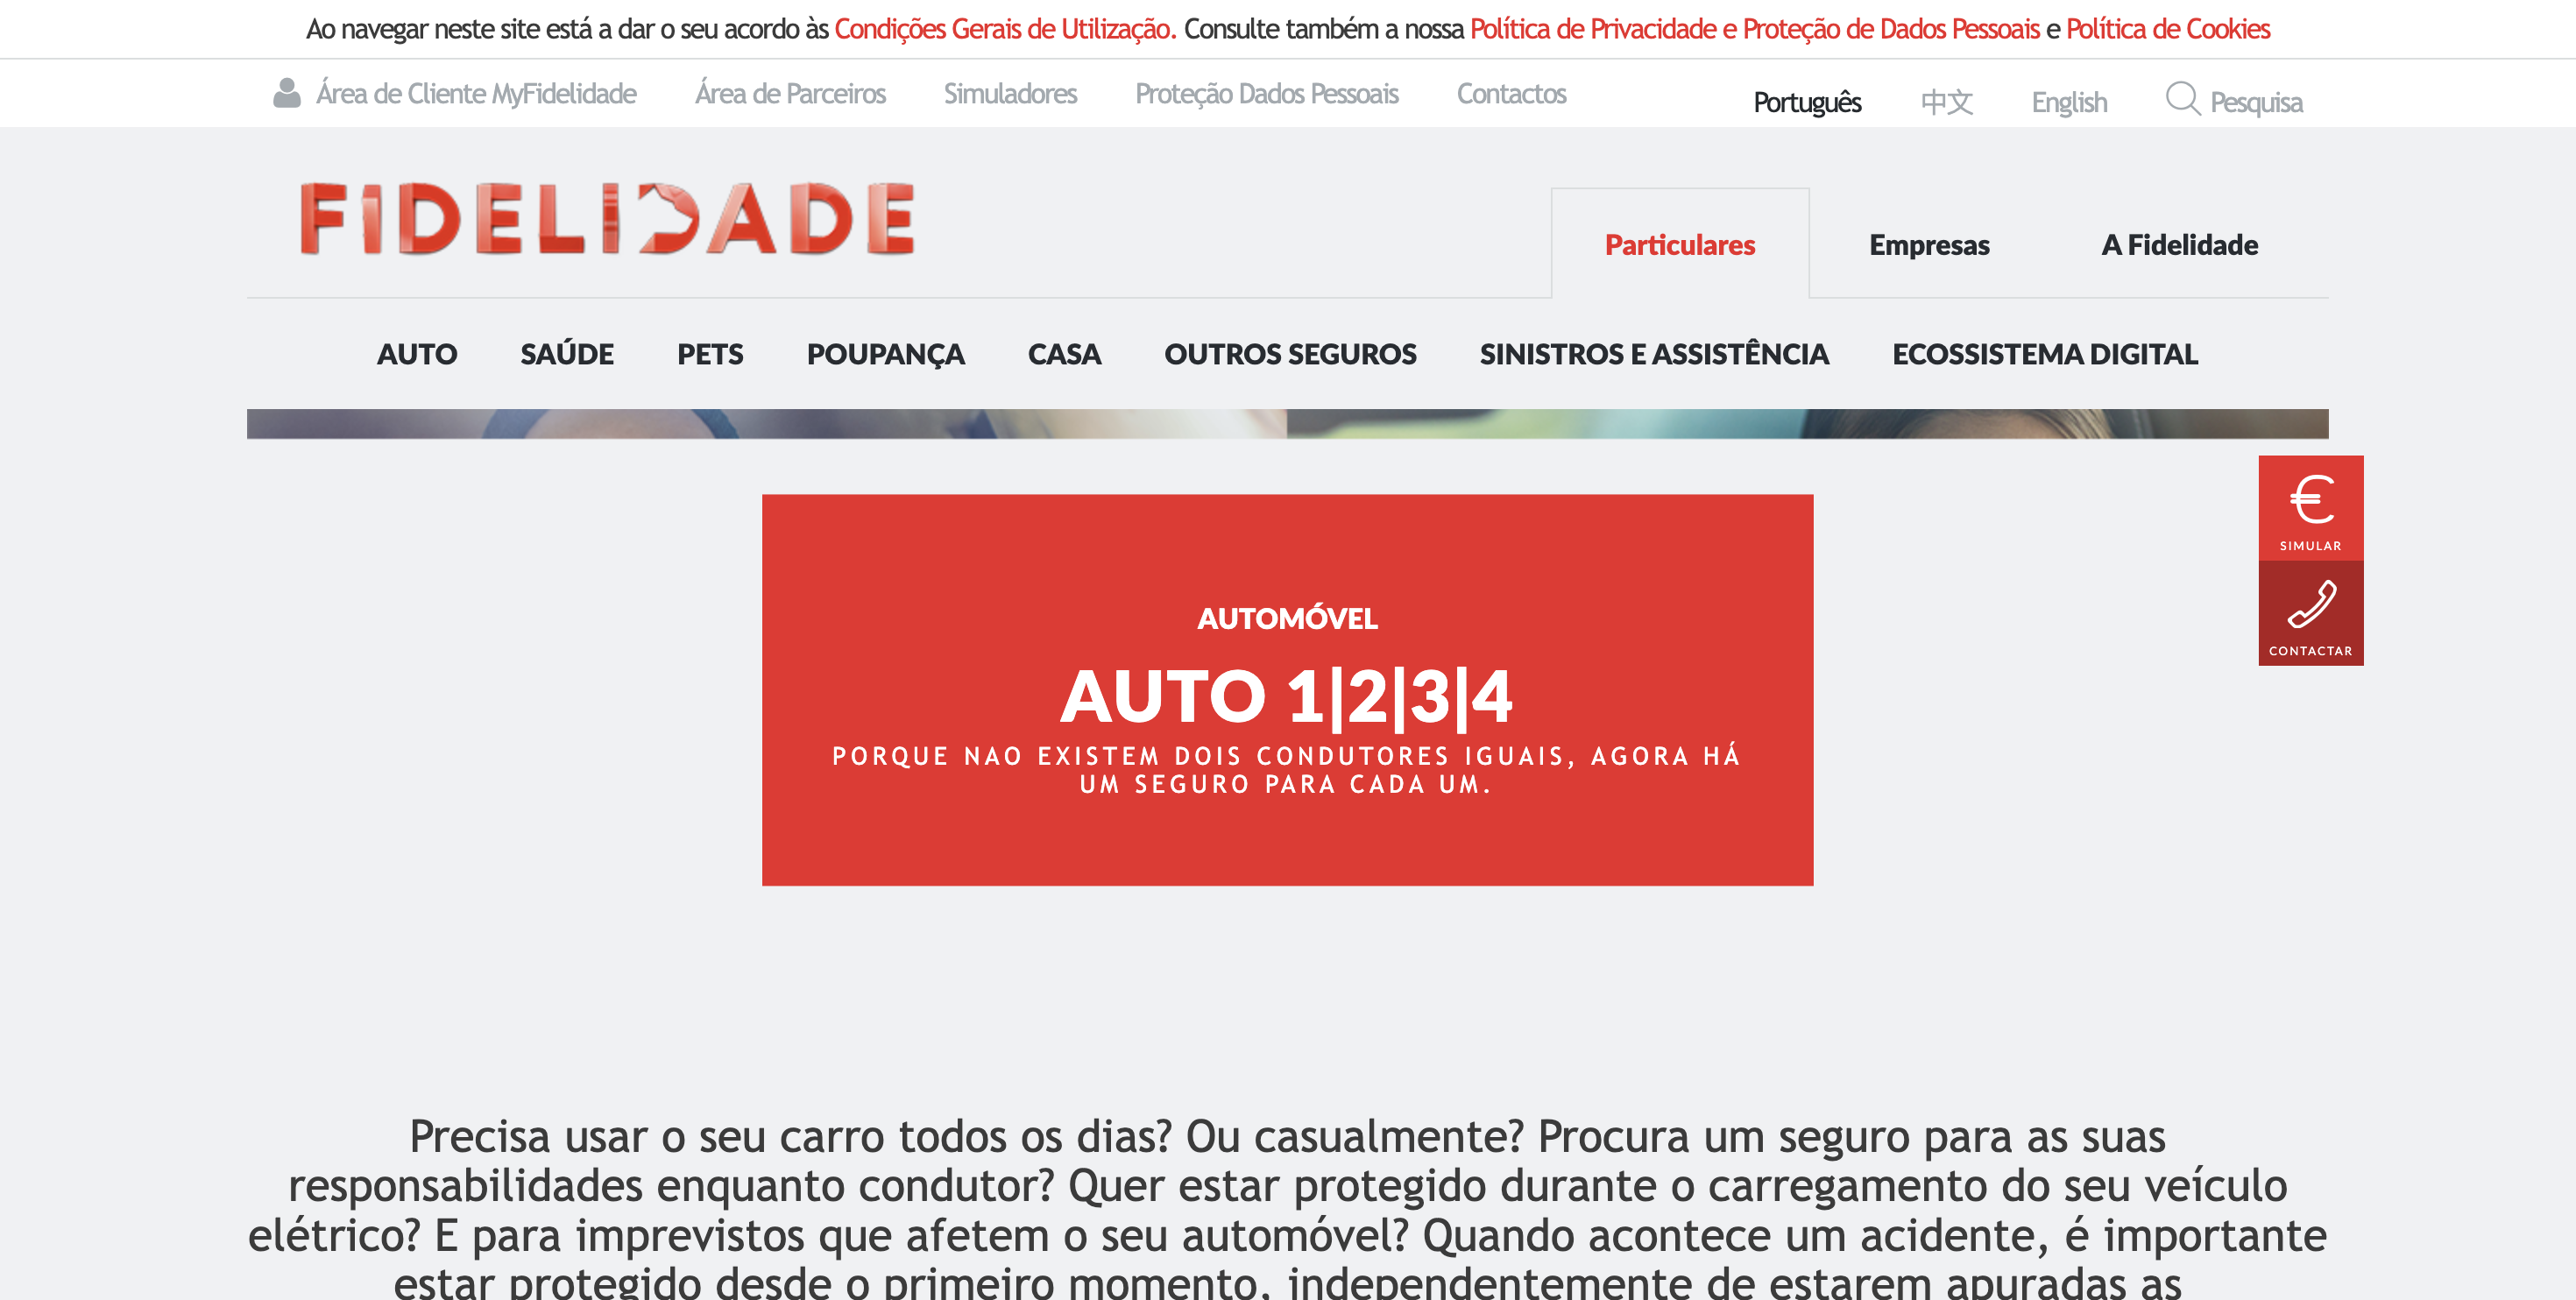 Ao navegar neste site está a dar o seu acordo às Condições Gerais de Utilização. Consulte também a nossa Política de Privacidade e Proteção de Dados Pessoais e Política de Cookies
Área de Cliente MyFidelidade Área de Parceiros Simuladores Proteção Dados Pessoais Contactos Português 中文 English Pesquisa
FIDELIDADE
Particulares Empresas A Fidelidade
AUTO SAÚDE PETS POUPANÇA CASA OUTROS SEGUROS SINISTROS E ASSISTÊNCIA ECOSSISTEMA DIGITAL
€
SIMULAR
CONTACTAR
AUTOMÓVEL
AUTO 1|2|3|4
PORQUE NAO EXISTEM DOIS CONDUTORES IGUAIS, AGORA HÁ
UM SEGURO PARA CADA UM.
Precisa usar o seu carro todos os dias? Ou casualmente? Procura um seguro para as suas
responsabilidades enquanto condutor? Quer estar protegido durante o carregamento do seu veículo
elétrico? E para imprevistos que afetem o seu automóvel? Quando acontece um acidente, é importante
estar protegido desde o primeiro momento, independentemente de estarem apuradas as